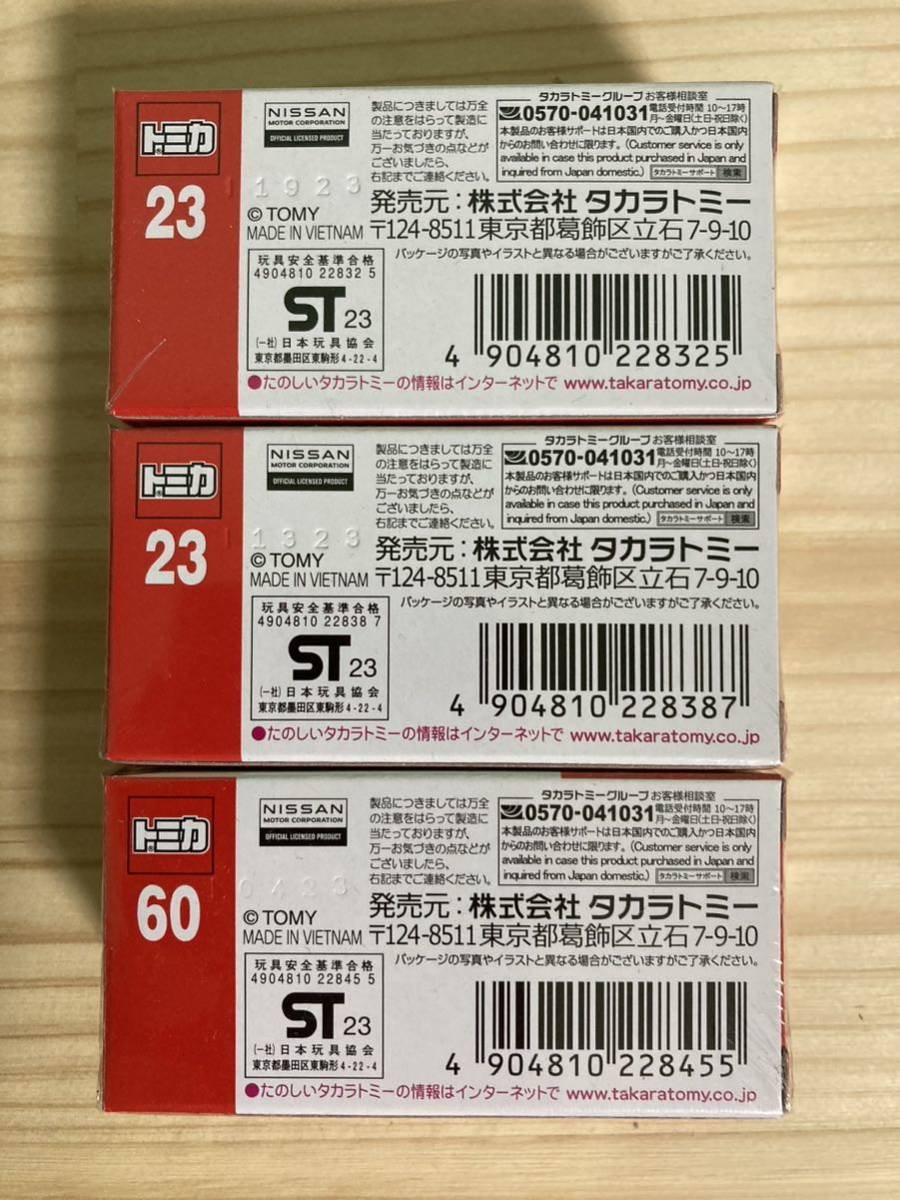 トミカ
23
NISSAN
MOTOR CORPORATION
OFFICIAL LICENSED PRODUCT
1923
© TOMY
MADE IN VIETNAM
製品につきましては万全
の注意をはらって製造に
当たっておりますが、
万一お気づきの点などが
ございましたら、
右記までご連絡ください。
タカラトミーグループお客様相談室
0570-041031 電話受付時間 10〜17時
月〜金曜日(土日・祝日除く)
本製品のお客様サポートは日本国内でのご購入かつ日本国内
からのお問い合わせに限ります。(Customer service is only
available in case this product purchased in Japan and
inquired from Japan domestic.) タカラトミーサポート 検索
発売元：株式会社 タカラトミー
〒124-8511東京都葛飾区立石7-9-10
パッケージの写真やイラストと異なる場合がございますがご了承ください。
玩具安全基準合格
4904810 22832 5
ST 23
(一社)日本玩具協会
東京都墨田区東駒形4-22-4
4 904810 228325
●たのしいタカラトミーの情報はインターネットで www.takaratomy.co.jp
トミカ
23
NISSAN
MOTOR CORPORATION
OFFICIAL LICENSED PRODUCT
1323
© TOMY
MADE IN VIETNAM
製品につきましては万全
の注意をはらって製造に
当たっておりますが、
万一お気づきの点などが
ございましたら、
右記までご連絡ください。
タカラトミーグループお客様相談室
0570-041031 電話受付時間 10〜17時
月〜金曜日(土日・祝日除く)
本製品のお客様サポートは日本国内でのご購入かつ日本国内
からのお問い合わせに限ります。(Customer service is only
available in case this product purchased in Japan and
inquired from Japan domestic.) タカラトミーサポート 検索
発売元：株式会社 タカラトミー
〒124-8511東京都葛飾区立石7-9-10
パッケージの写真やイラストと異なる場合がございますがご了承ください。
玩具安全基準合格
4904810 22838 7
ST 23
(一社)日本玩具協会
東京都墨田区東駒形4-22-4
4 904810 228387
●たのしいタカラトミーの情報はインターネットで www.takaratomy.co.jp
トミカ
60
NISSAN
MOTOR CORPORATION
OFFICIAL LICENSED PRODUCT
0423
© TOMY
MADE IN VIETNAM
製品につきましては万全
の注意をはらって製造に
当たっておりますが、
万一お気づきの点などが
ございましたら、
右記までご連絡ください。
タカラトミーグループお客様相談室
0570-041031 電話受付時間 10〜17時
月〜金曜日(土日・祝日除く)
本製品のお客様サポートは日本国内でのご購入かつ日本国内
からのお問い合わせに限ります。(Customer service is only
available in case this product purchased in Japan and
inquired from Japan domestic.) タカラトミーサポート 検索
発売元：株式会社 タカラトミー
〒124-8511東京都葛飾区立石7-9-10
パッケージの写真やイラストと異なる場合がございますがご了承ください。
玩具安全基準合格
4904810 22845 5
ST 23
(一社)日本玩具協会
東京都墨田区東駒形4-22-4
4 904810 228455
●たのしいタカラトミーの情報はインターネットで www.takaratomy.co.jp